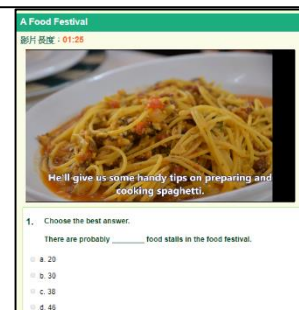 A Food Festival
影片長度：01:25
He'll give us some handy tips on preparing and
cooking spaghetti.
1. Choose the best answer.
There are probably ________ food stalls in the food festival.
a. 20
b. 30
c. 38
d. 46